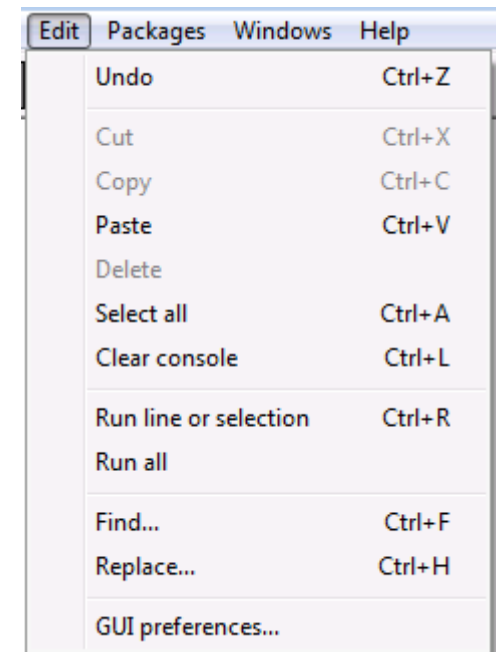 Edit Packages Windows Help
Undo Ctrl+Z
Cut Ctrl+X
Copy Ctrl+C
Paste Ctrl+V
Delete
Select all Ctrl+A
Clear console Ctrl+L
Run line or selection Ctrl+R
Run all
Find... Ctrl+F
Replace... Ctrl+H
GUI preferences...